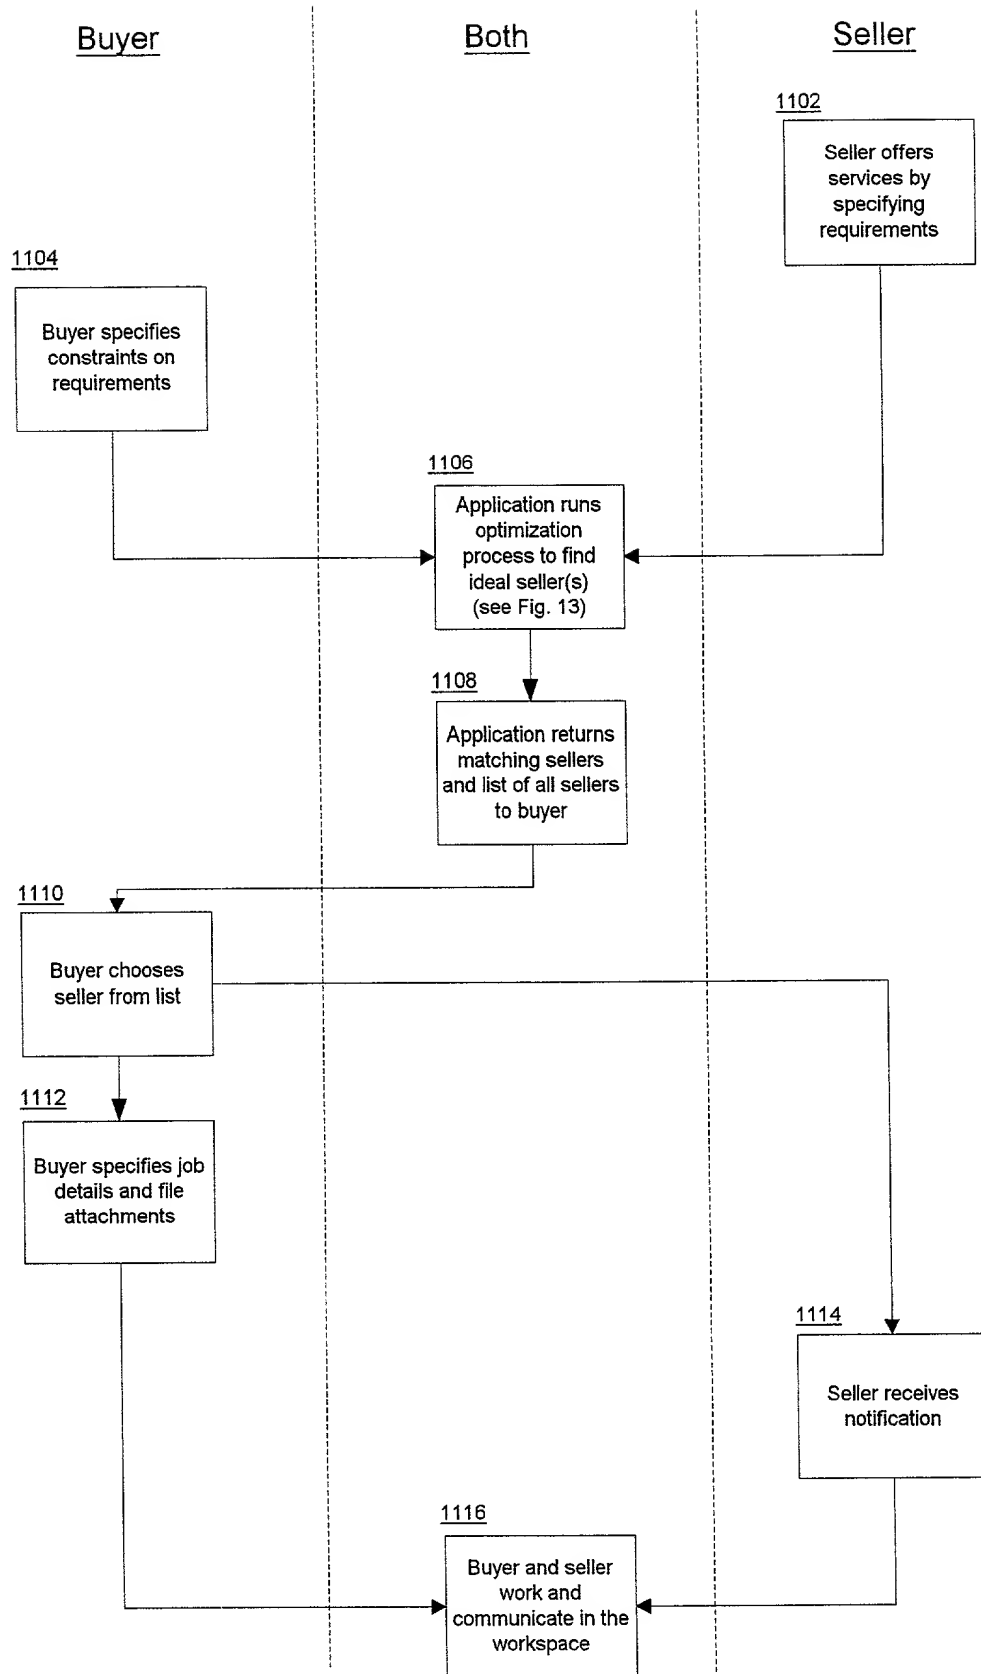 Buyer
Both
Seller
1102
Seller offers
services by
specifying
requirements
1104
Buyer specifies
constraints on
requirements
1106
Application runs
optimization
process to find
ideal seller(s)
(see Fig. 13)
1108
Application returns
matching sellers
and list of all sellers
to buyer
1110
Buyer chooses
seller from list
1112
Buyer specifies job
details and file
attachments
1114
Seller receives
notification
1116
Buyer and seller
work and
communicate in the
workspace